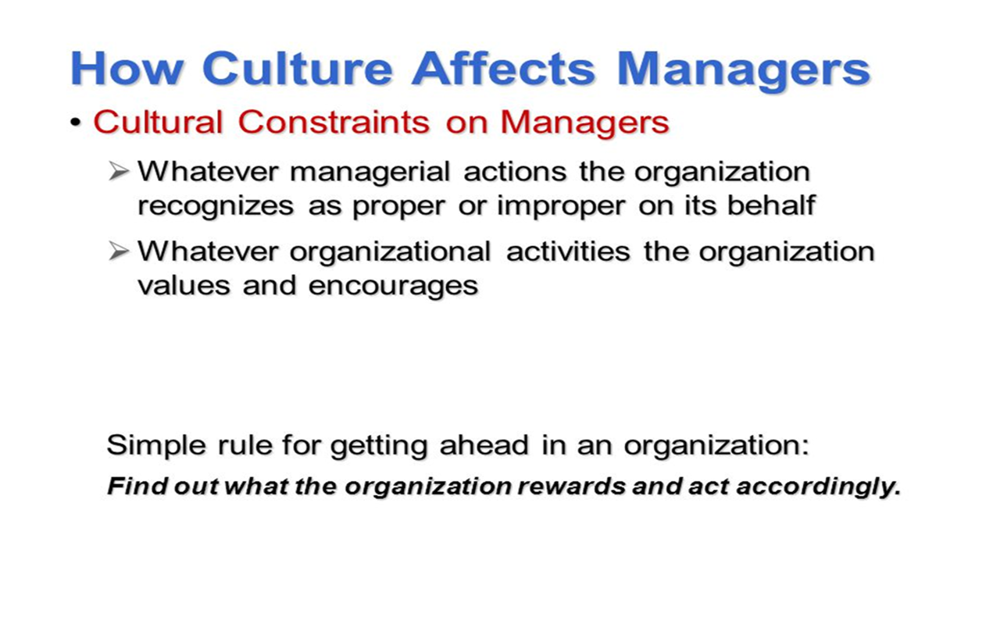 How Culture Affects Managers
• Cultural Constraints on Managers
➢ Whatever managerial actions the organization
recognizes as proper or improper on its behalf
➢ Whatever organizational activities the organization
values and encourages
Simple rule for getting ahead in an organization:
Find out what the organization rewards and act accordingly.